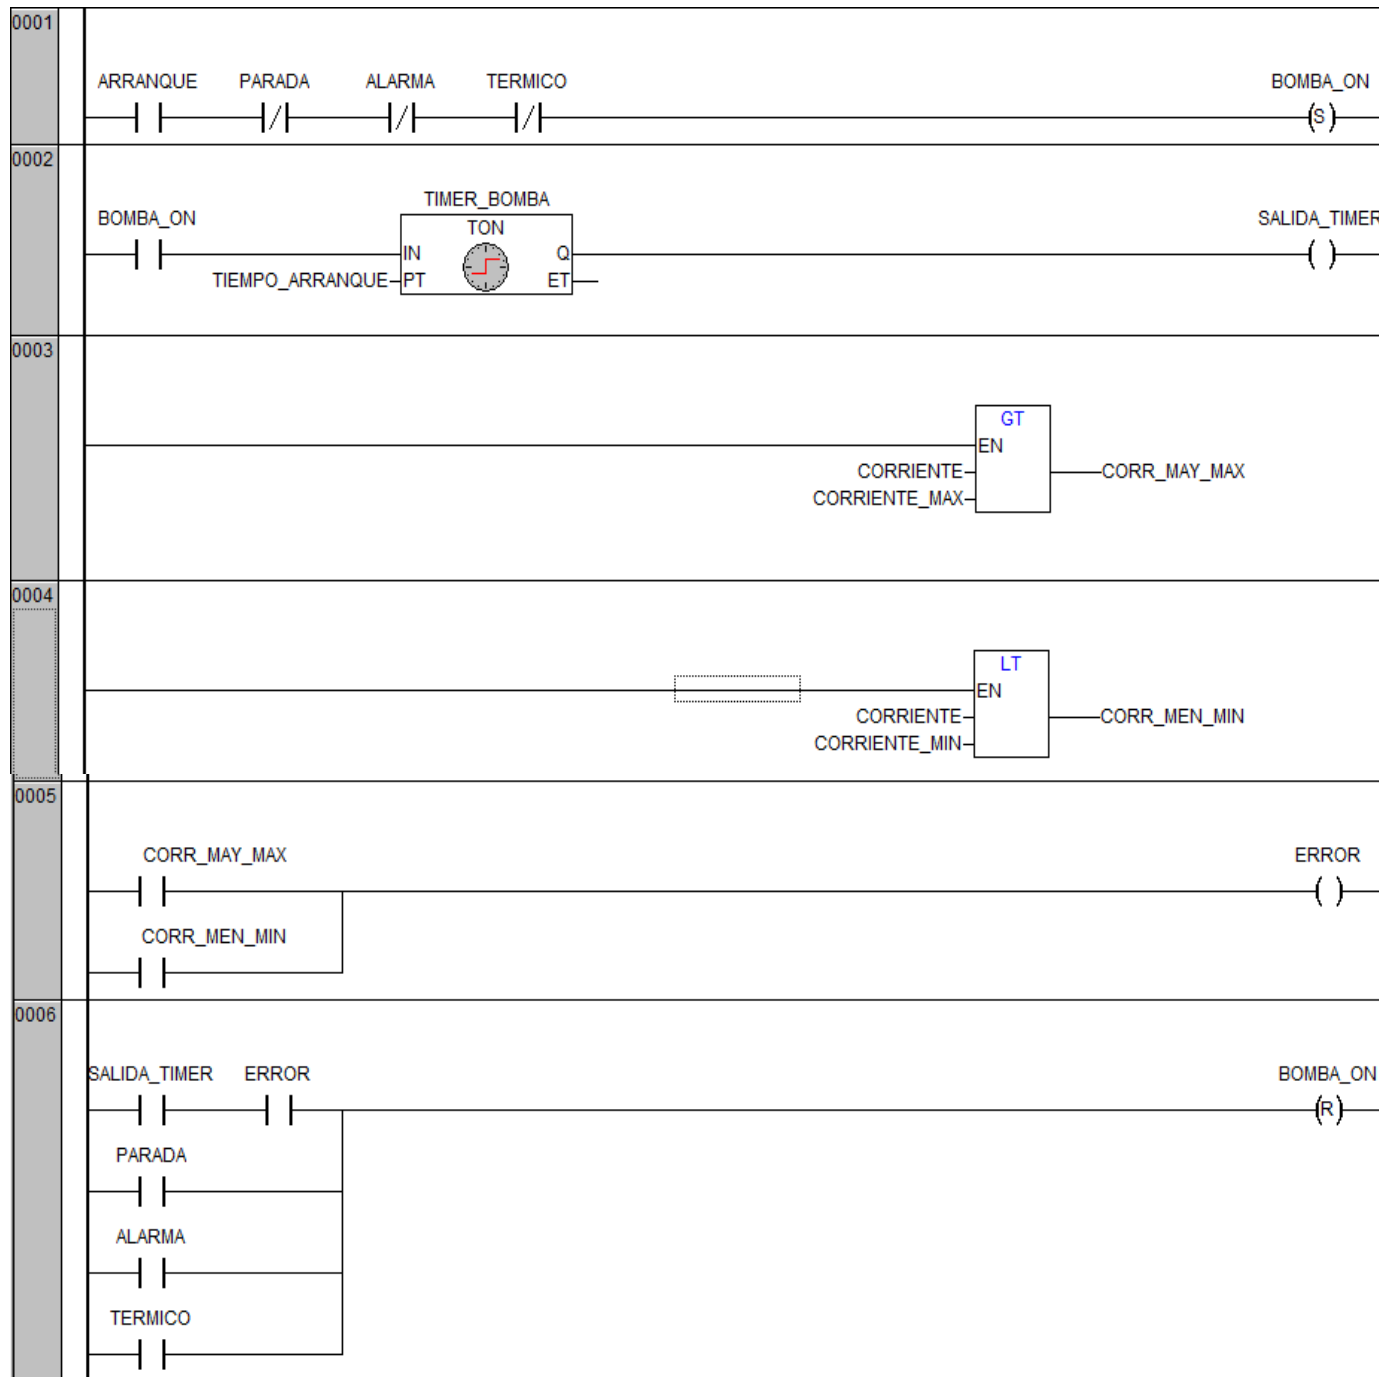 0001
ARRANQUE PARADA ALARMA TERMICO BOMBA_ON
S
0002
TIMER_BOMBA
BOMBA_ON TON SALIDA_TIMER
IN Q
TIEMPO_ARRANQUE PT ET
0003
GT
EN
CORRIENTE CORR_MAY_MAX
CORRIENTE_MAX
0004
LT
EN
CORRIENTE CORR_MEN_MIN
CORRIENTE_MIN
0005
CORR_MAY_MAX ERROR
CORR_MEN_MIN
0006
SALIDA_TIMER ERROR BOMBA_ON
R
PARADA
ALARMA
TERMICO